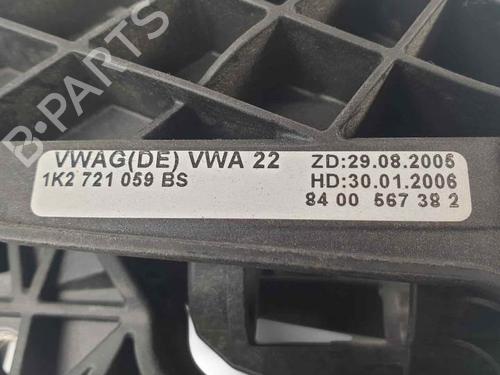 B-Parts
VWAG(DE) VWA 22 ZD:29.08.2005
1K2 721 059 BS HD:30.01.2006
84 00 567 38 2